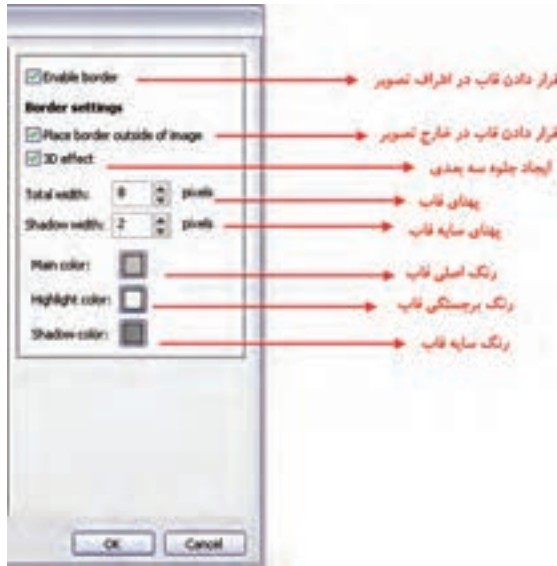 Enable border
قرار دادن قاب در اطراف تصویر
Border settings
Place border outside of image
قرار دادن قاب در خارج تصویر
3D effect
ایجاد جلوه سه بعدی
Total width: 8 pixels
پهنای قاب
Shadow width: 2 pixels
پهنای سایه قاب
Main color:
رنگ اصلی قاب
Highlight color:
رنگ برجستگی قاب
Shadow color:
رنگ سایه قاب
OK
Cancel